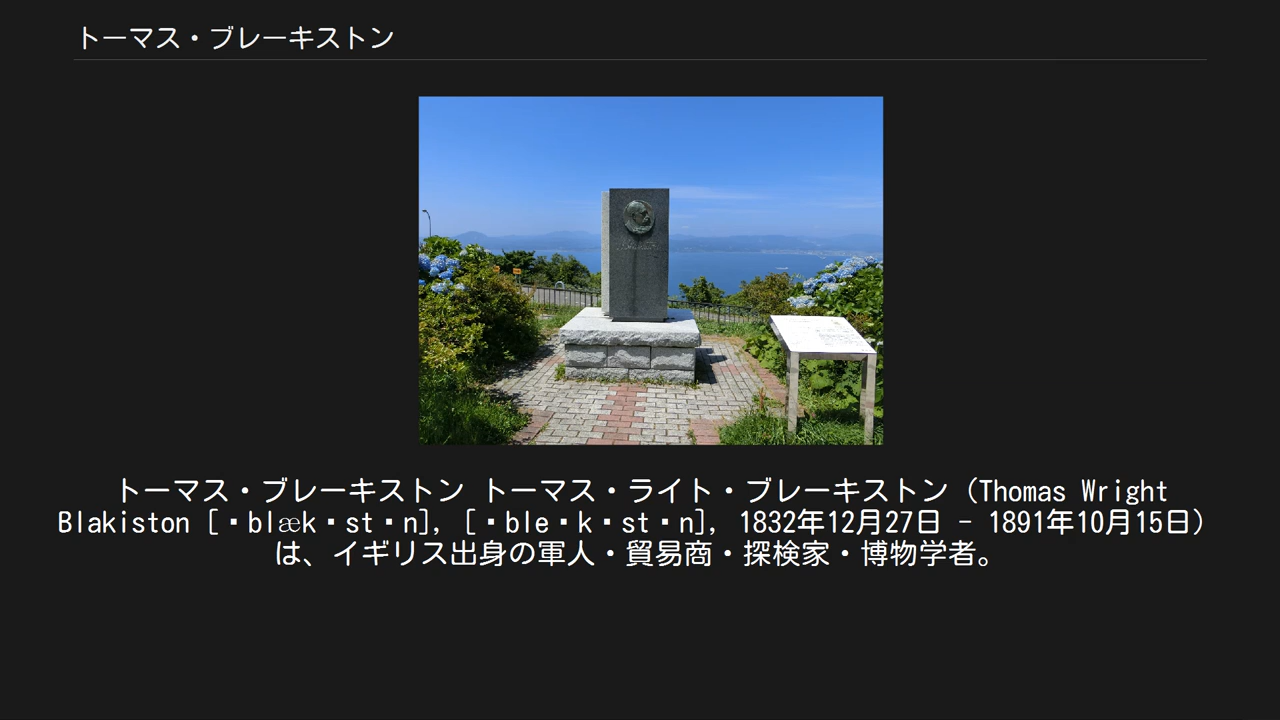 トーマス・ブレーキストン
トーマス・ブレーキストン トーマス・ライト・ブレーキストン（Thomas Wright
Blakiston [・blæk・st・n], [・ble・k・st・n], 1832年12月27日 - 1891年10月15日）
は、イギリス出身の軍人・貿易商・探検家・博物学者。